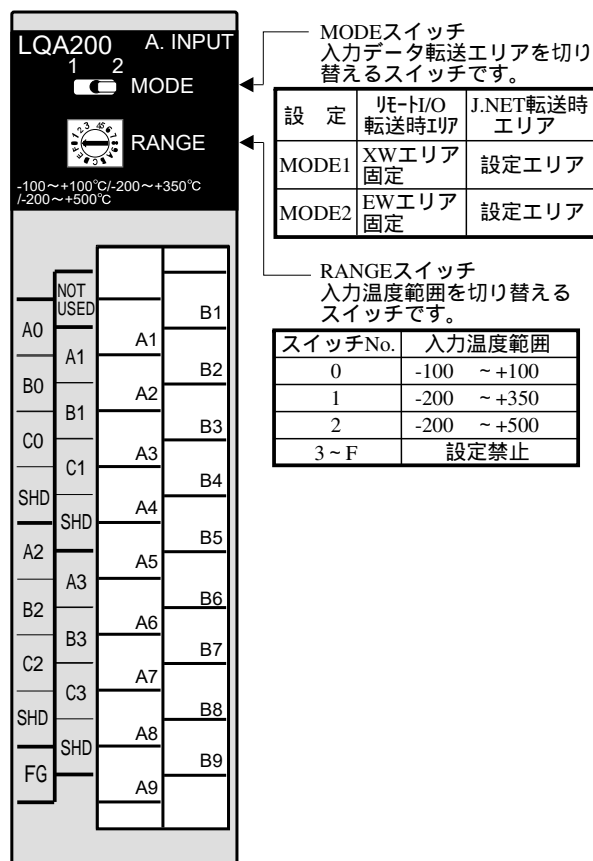 LQA200 A. INPUT
1 2
MODE
RANGE
-100～+100℃/-200～+350℃
/-200～+500℃
MODEスイッチ
入力データ転送エリアを切り
替えるスイッチです。
設 定 ﾘﾓｰﾄI/O転送時ｴﾘｱ J.NET転送時エリア
MODE1 XWエリア固定 設定エリア
MODE2 EWエリア固定 設定エリア
RANGEスイッチ
入力温度範囲を切り替える
スイッチです。
スイッチNo. 入力温度範囲
0 -100 ~ +100
1 -200 ~ +350
2 -200 ~ +500
3 ~ F 設定禁止
NOT
USED
A0
A1
B0
B1
C0
C1
SHD
SHD
A2
A3
B2
B3
C2
C3
SHD
SHD
FG
B1
A1
B2
A2
B3
A3
B4
A4
B5
A5
B6
A6
B7
A7
B8
A8
B9
A9